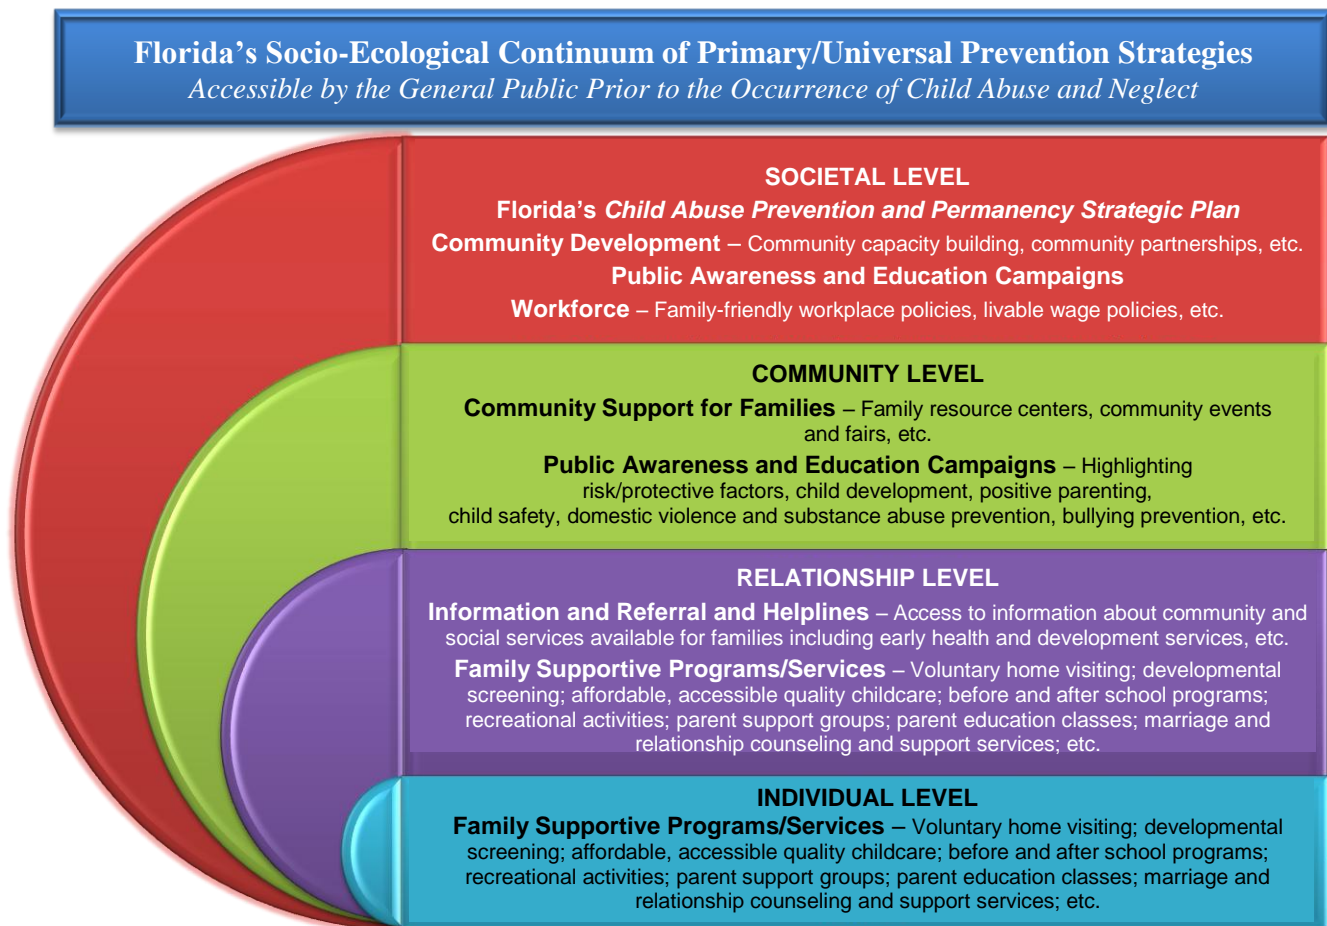 Florida’s Socio-Ecological Continuum of Primary/Universal Prevention Strategies
Accessible by the General Public Prior to the Occurrence of Child Abuse and Neglect
SOCIETAL LEVEL
Florida’s Child Abuse Prevention and Permanency Strategic Plan
Community Development – Community capacity building, community partnerships, etc.
Public Awareness and Education Campaigns
Workforce – Family-friendly workplace policies, livable wage policies, etc.
COMMUNITY LEVEL
Community Support for Families – Family resource centers, community events
and fairs, etc.
Public Awareness and Education Campaigns – Highlighting
risk/protective factors, child development, positive parenting,
child safety, domestic violence and substance abuse prevention, bullying prevention, etc.
RELATIONSHIP LEVEL
Information and Referral and Helplines – Access to information about community and
social services available for families including early health and development services, etc.
Family Supportive Programs/Services – Voluntary home visiting; developmental
screening; affordable, accessible quality childcare; before and after school programs;
recreational activities; parent support groups; parent education classes; marriage and
relationship counseling and support services; etc.
INDIVIDUAL LEVEL
Family Supportive Programs/Services – Voluntary home visiting; developmental
screening; affordable, accessible quality childcare; before and after school programs;
recreational activities; parent support groups; parent education classes; marriage and
relationship counseling and support services; etc.